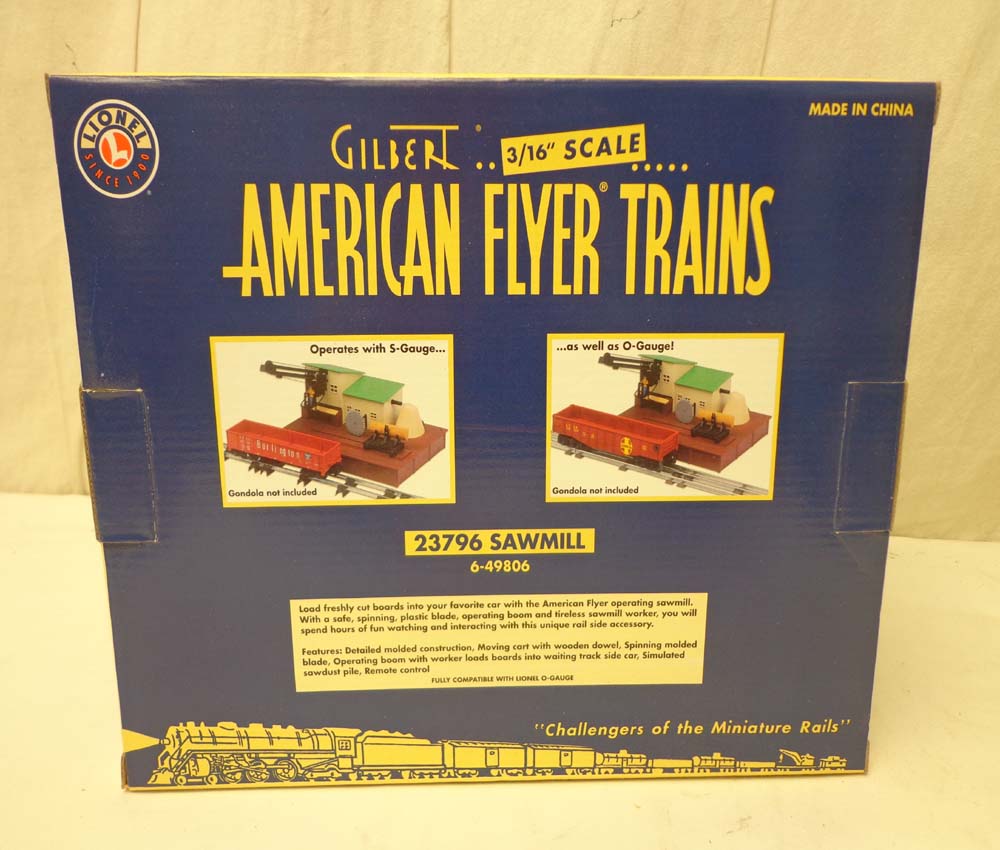 LIONEL
SINCE 1900
L
MADE IN CHINA
GILBERT
3/16" SCALE
AMERICAN FLYER® TRAINS
Operates with S-Gauge...
Burlington
Gondola not included
...as well as O-Gauge!
Gondola not included
23796 SAWMILL
6-49806
Load freshly cut boards into your favorite car with the American Flyer operating sawmill.
With a safe, spinning, plastic blade, operating boom and tireless sawmill worker, you will
spend hours of fun watching and interacting with this unique rail side accessory.
Features: Detailed molded construction, Moving cart with wooden dowel, Spinning molded
blade, Operating boom with worker loads boards into waiting track side car, Simulated
sawdust pile, Remote control
FULLY COMPATIBLE WITH LIONEL O-GAUGE
"Challengers of the Miniature Rails"